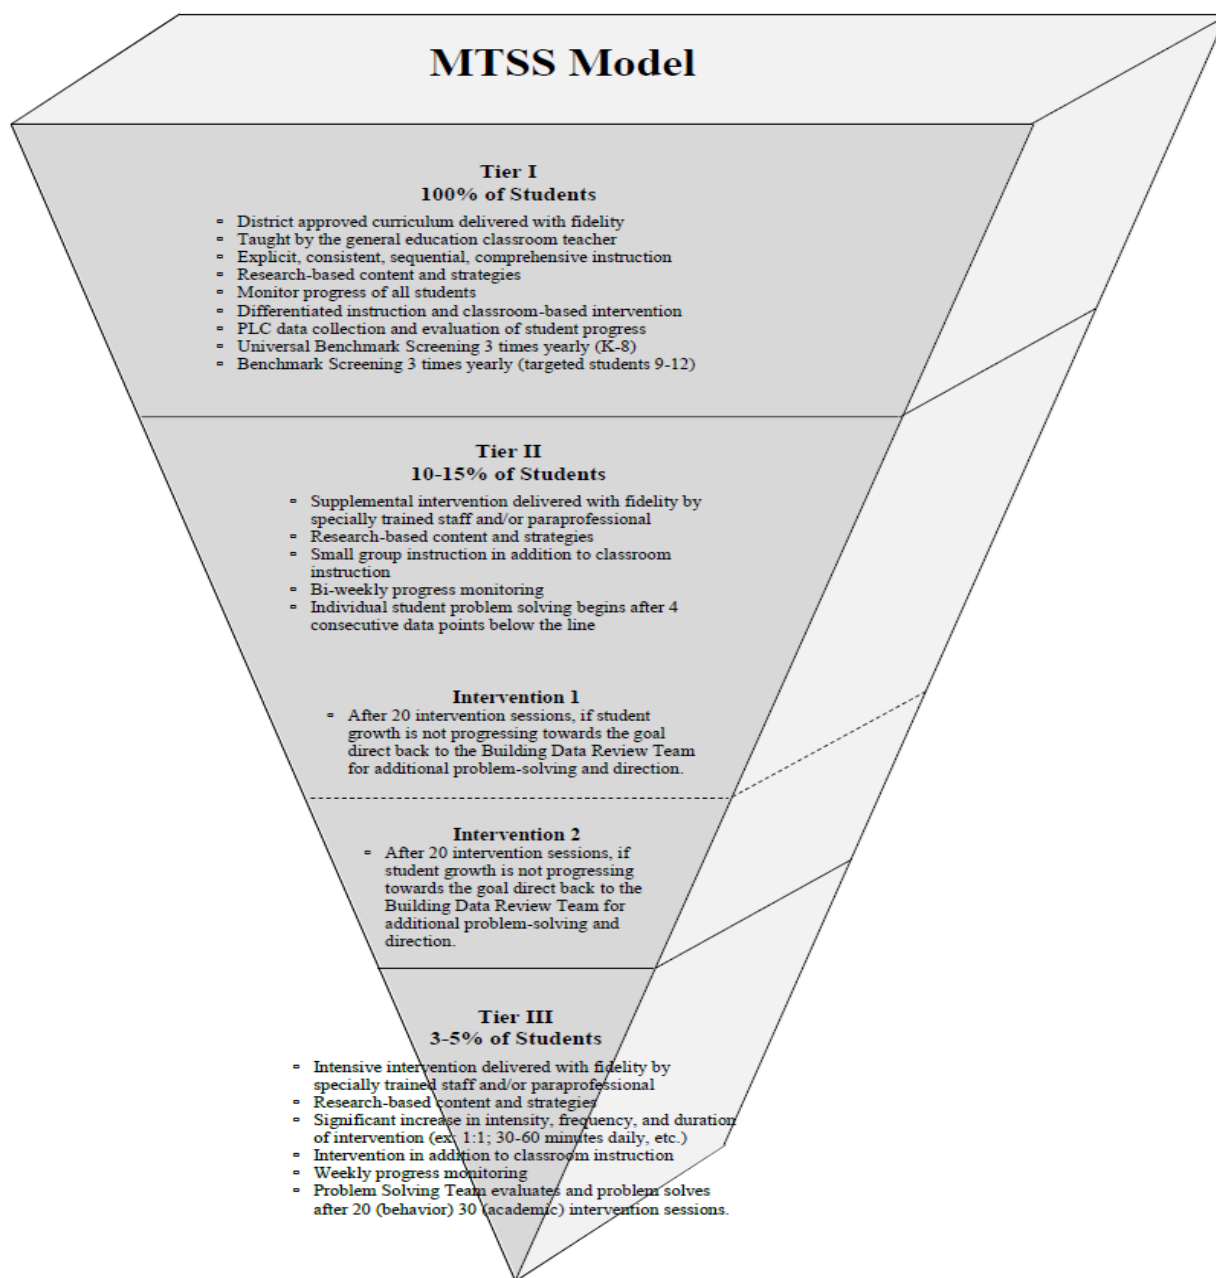 MTSS Model
Tier I
100% of Students
▫ District approved curriculum delivered with fidelity
▫ Taught by the general education classroom teacher
▫ Explicit, consistent, sequential, comprehensive instruction
▫ Research-based content and strategies
▫ Monitor progress of all students
▫ Differentiated instruction and classroom-based intervention
▫ PLC data collection and evaluation of student progress
▫ Universal Benchmark Screening 3 times yearly (K-8)
▫ Benchmark Screening 3 times yearly (targeted students 9-12)
Tier II
10-15% of Students
▫ Supplemental intervention delivered with fidelity by
specially trained staff and/or paraprofessional
▫ Research-based content and strategies
▫ Small group instruction in addition to classroom
instruction
▫ Bi-weekly progress monitoring
▫ Individual student problem solving begins after 4
consecutive data points below the line
Intervention 1
▫ After 20 intervention sessions, if student
growth is not progressing towards the goal
direct back to the Building Data Review Team
for additional problem-solving and direction.
Intervention 2
▫ After 20 intervention sessions, if
student growth is not progressing
towards the goal direct back to the
Building Data Review Team for
additional problem-solving and
direction.
Tier III
3-5% of Students
▫ Intensive intervention delivered with fidelity by
specially trained staff and/or paraprofessional
▫ Research-based content and strategies
▫ Significant increase in intensity, frequency, and duration
of intervention (ex: 1:1; 30-60 minutes daily, etc.)
▫ Intervention in addition to classroom instruction
▫ Weekly progress monitoring
▫ Problem Solving Team evaluates and problem solves
after 20 (behavior) 30 (academic) intervention sessions.